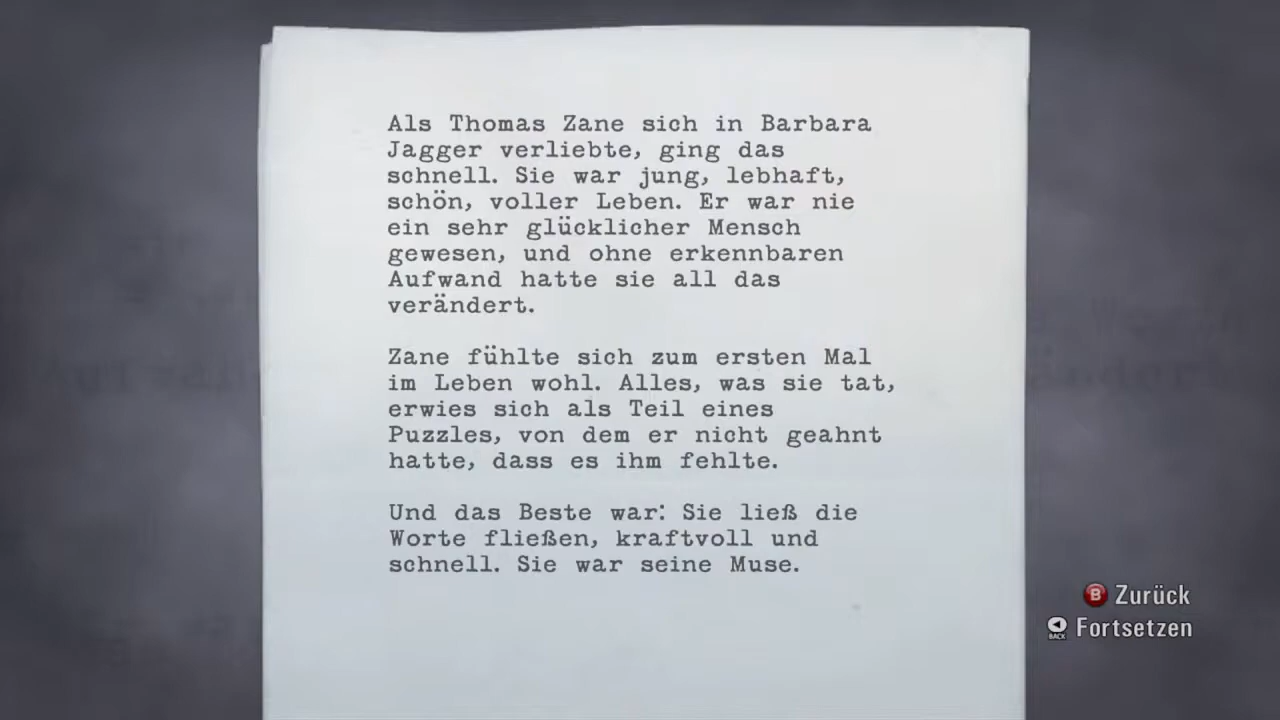 Als Thomas Zane sich in Barbara
Jagger verliebte, ging das
schnell. Sie war jung, lebhaft,
schön, voller Leben. Er war nie
ein sehr glücklicher Mensch
gewesen, und ohne erkennbaren
Aufwand hatte sie all das
verändert.
Zane fühlte sich zum ersten Mal
im Leben wohl. Alles, was sie tat,
erwies sich als Teil eines
Puzzles, von dem er nicht geahnt
hatte, dass es ihm fehlte.
Und das Beste war: Sie ließ die
Worte fließen, kraftvoll und
schnell. Sie war seine Muse.
B Zurück
BACK Fortsetzen